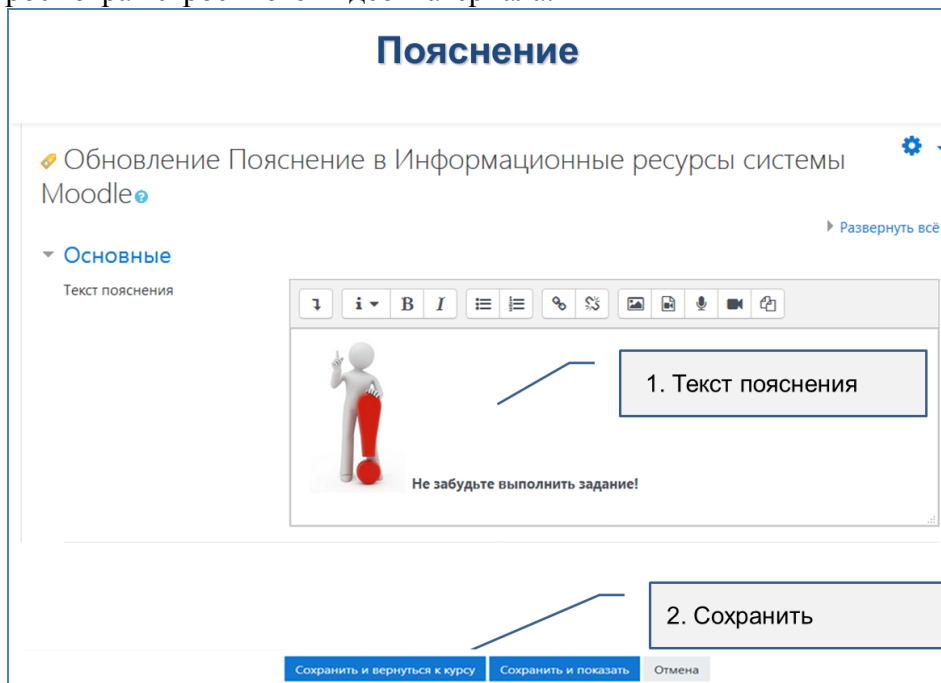 Пояснение
Обновление Пояснение в Информационные ресурсы системы
Moodle
Развернуть всё
Основные
Текст пояснения
1. Текст пояснения
Не забудьте выполнить задание!
2. Сохранить
Сохранить и вернуться к курсу Сохранить и показать Отмена